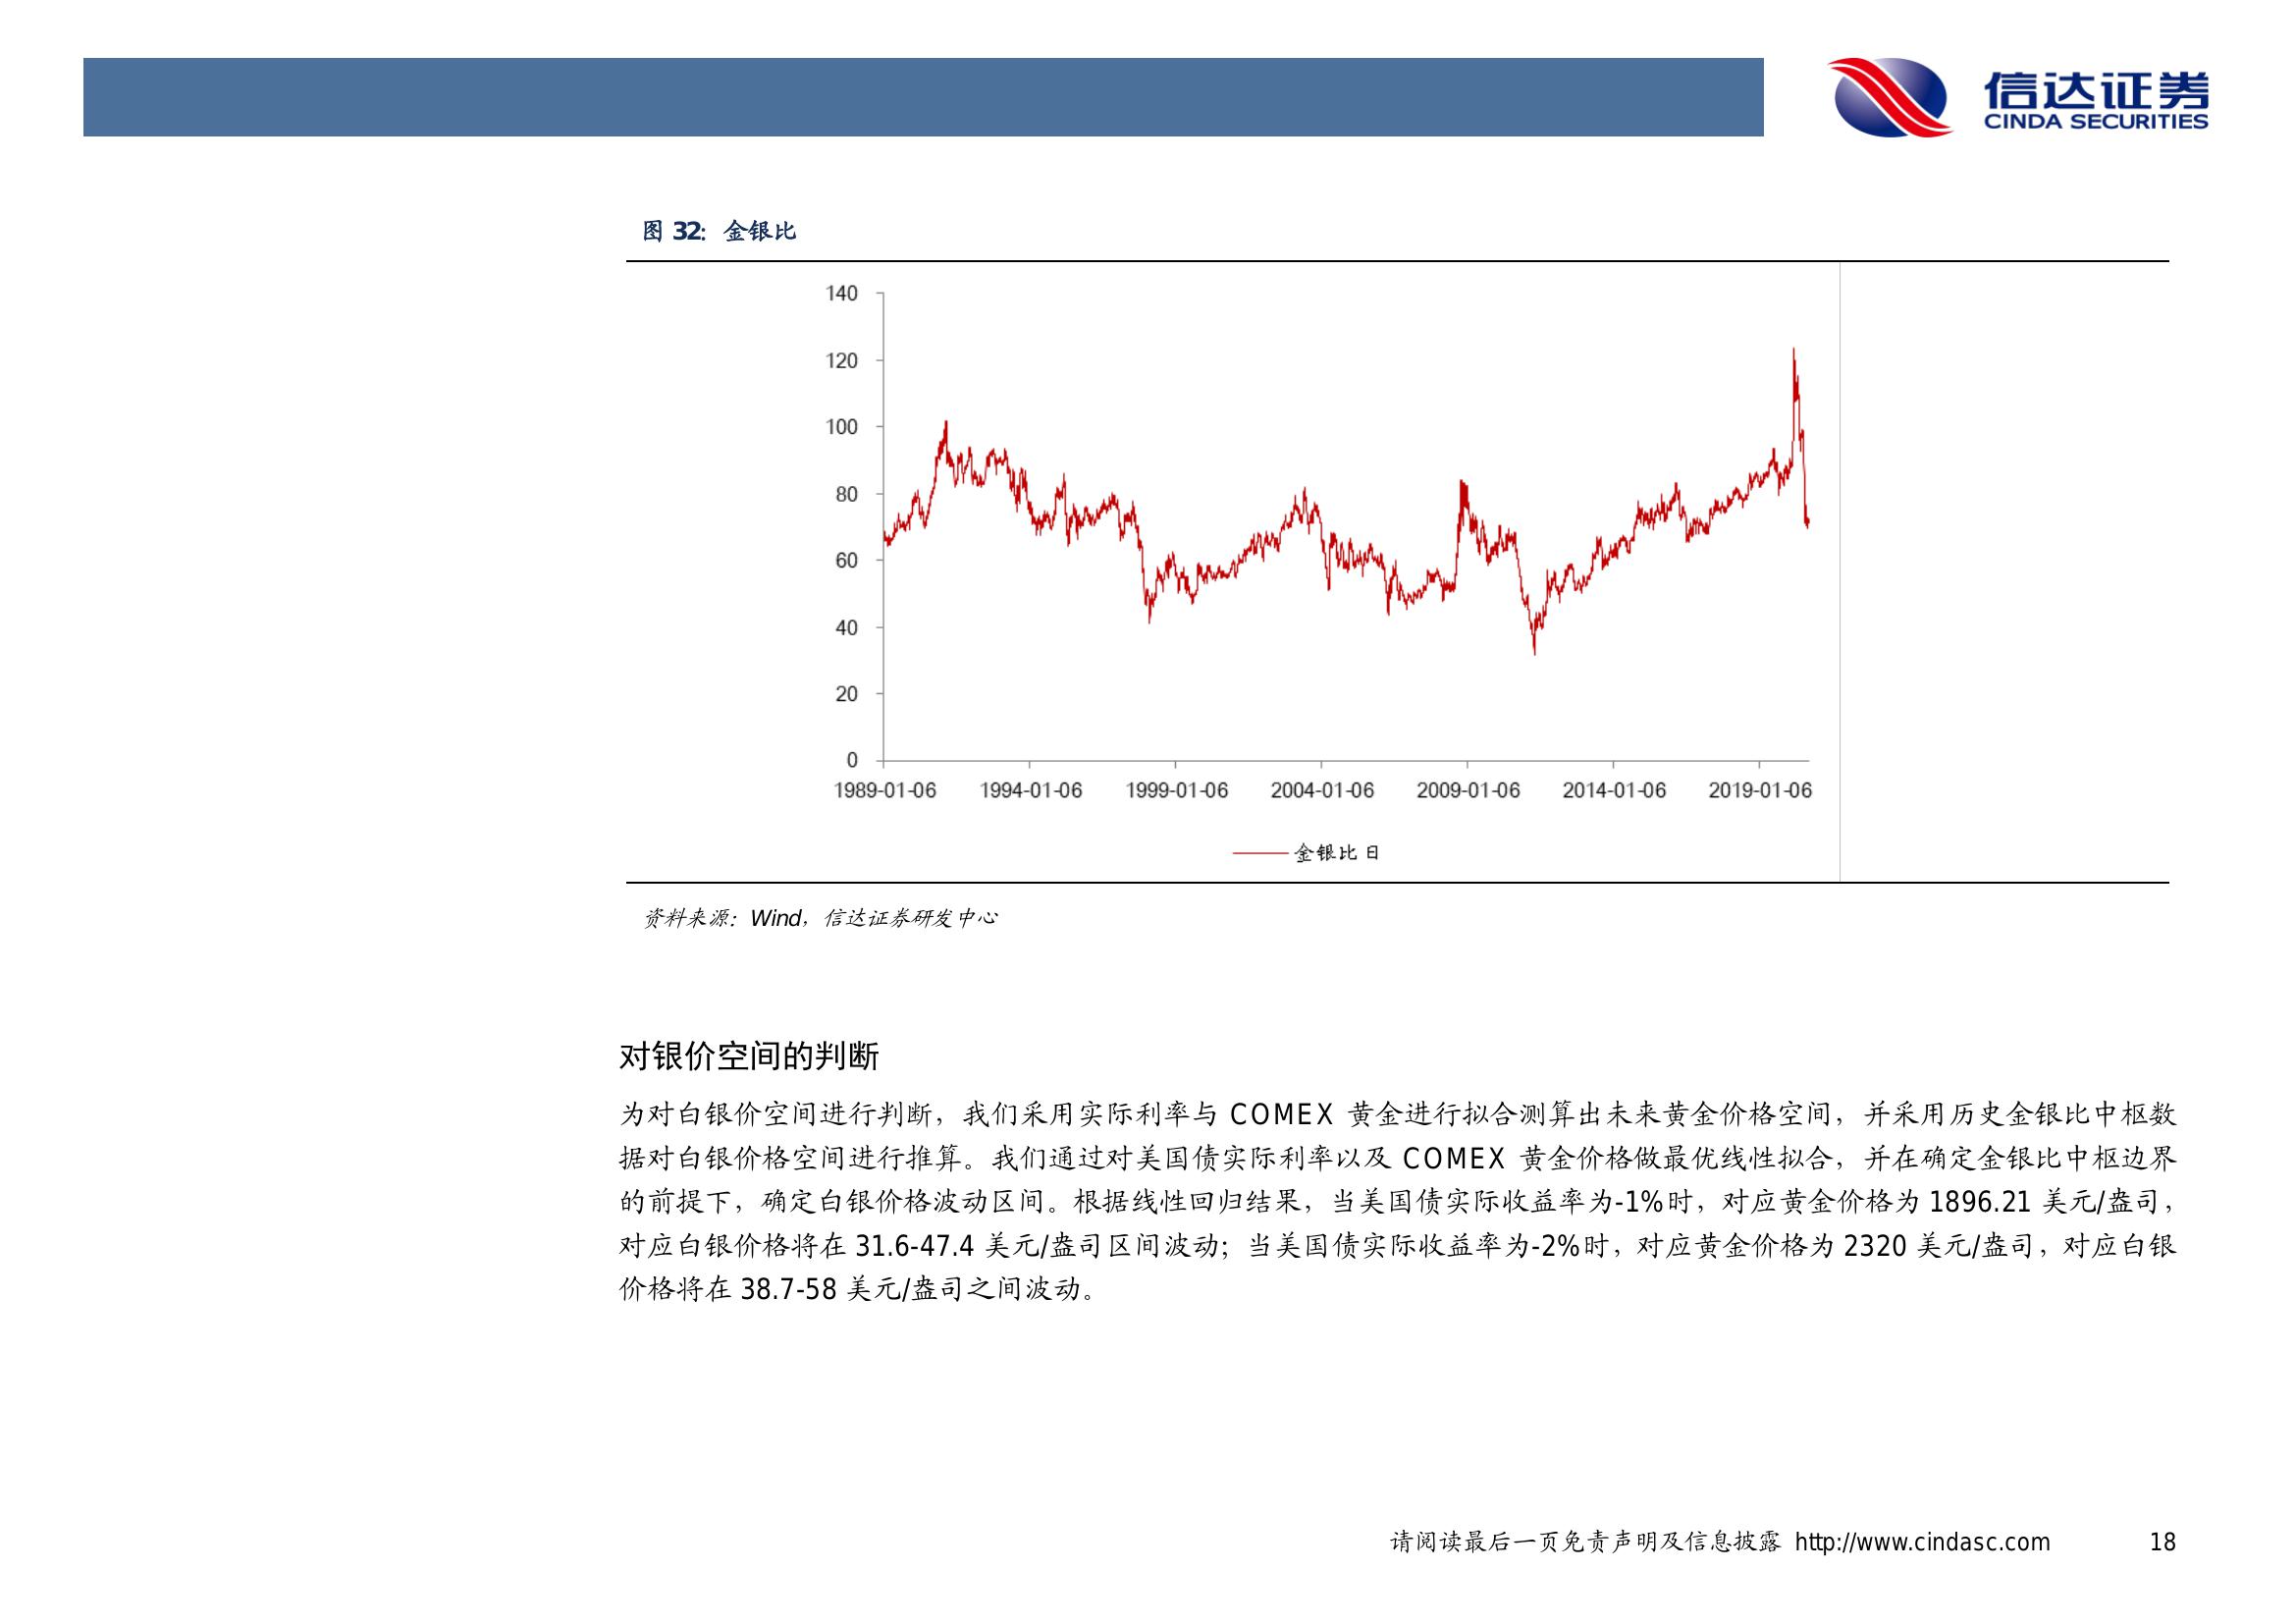 信达证券
CINDA SECURITIES
图 32：金银比
140
120
100
80
60
40
20
0
1989-01-06 1994-01-06 1999-01-06 2004-01-06 2009-01-06 2014-01-06 2019-01-06
金银比 日
资料来源：Wind，信达证券研发中心
对银价空间的判断
为对白银价空间进行判断，我们采用实际利率与 COMEX 黄金进行拟合测算出未来黄金价格空间，并采用历史金银比中枢数
据对白银价格空间进行推算。我们通过对美国债实际利率以及 COMEX 黄金价格做最优线性拟合，并在确定金银比中枢边界
的前提下，确定白银价格波动区间。根据线性回归结果，当美国债实际收益率为-1%时，对应黄金价格为 1896.21 美元/盎司，
对应白银价格将在 31.6-47.4 美元/盎司区间波动；当美国债实际收益率为-2%时，对应黄金价格为 2320 美元/盎司，对应白银
价格将在 38.7-58 美元/盎司之间波动。
请阅读最后一页免责声明及信息披露 http://www.cindasc.com 18